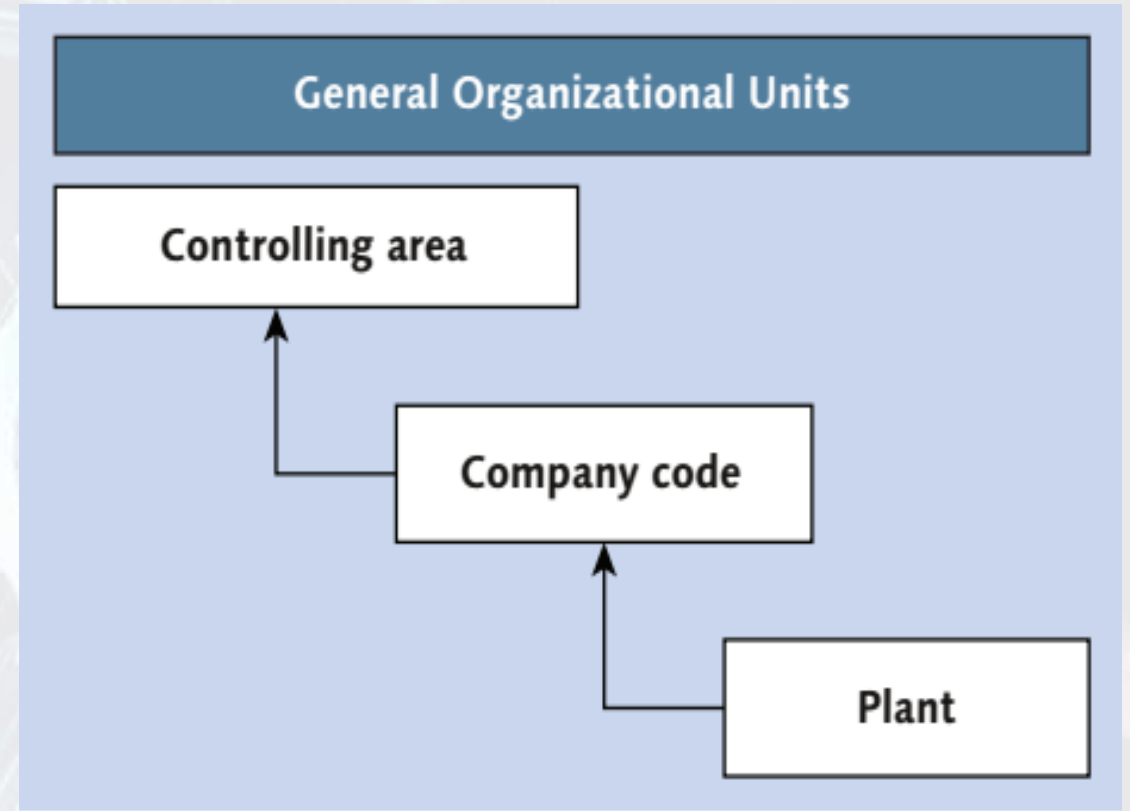 General Organizational Units
Controlling area
Company code
Plant